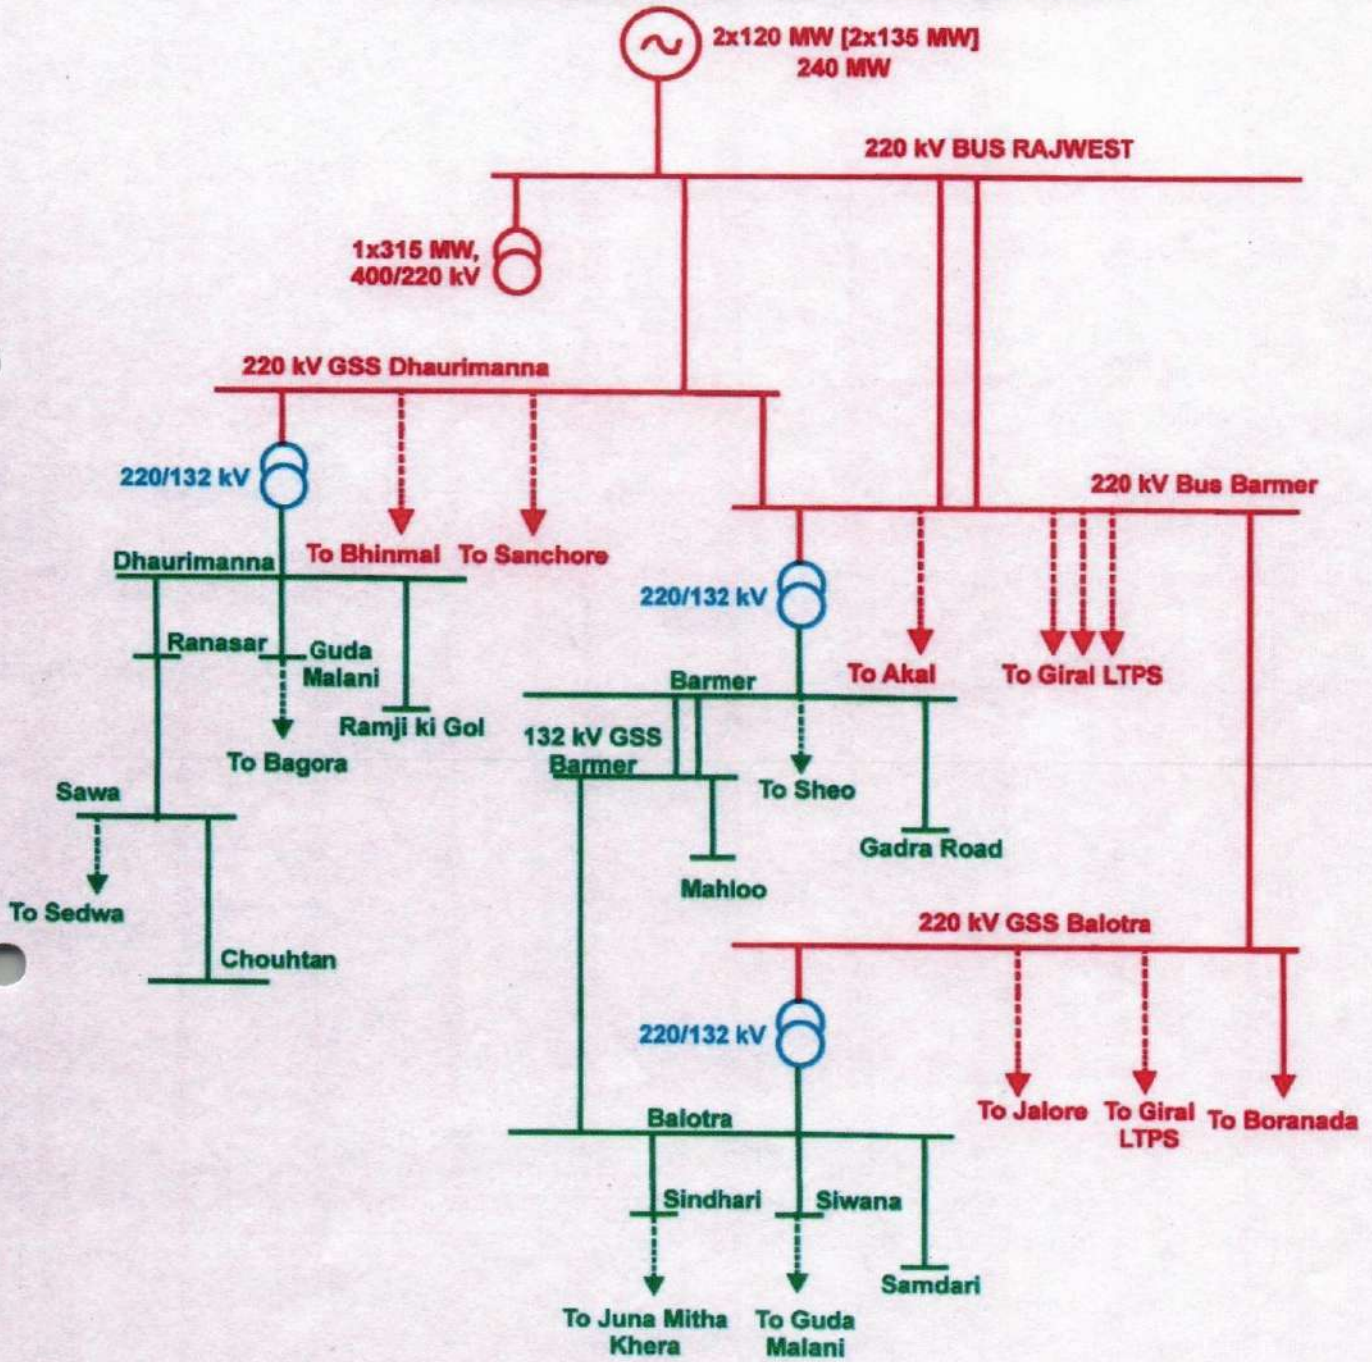 2x120 MW [2x135 MW]
240 MW
220 kV BUS RAJWEST
1x315 MW,
400/220 kV
220 kV GSS Dhaurimanna
220/132 kV
220 kV Bus Barmer
To Bhinmal
To Sanchore
Dhaurimanna
220/132 kV
Ranasar
Guda
Malani
Ramji ki Gol
To Bagora
Barmer
To Akal
To Giral LTPS
132 kV GSS
Barmer
To Sheo
Sawa
Gadra Road
Mahloo
To Sedwa
Chouhtan
220 kV GSS Balotra
220/132 kV
To Jalore
To Giral
LTPS
To Boranada
Balotra
Sindhari
Siwana
Samdari
To Juna Mitha
Khera
To Guda
Malani